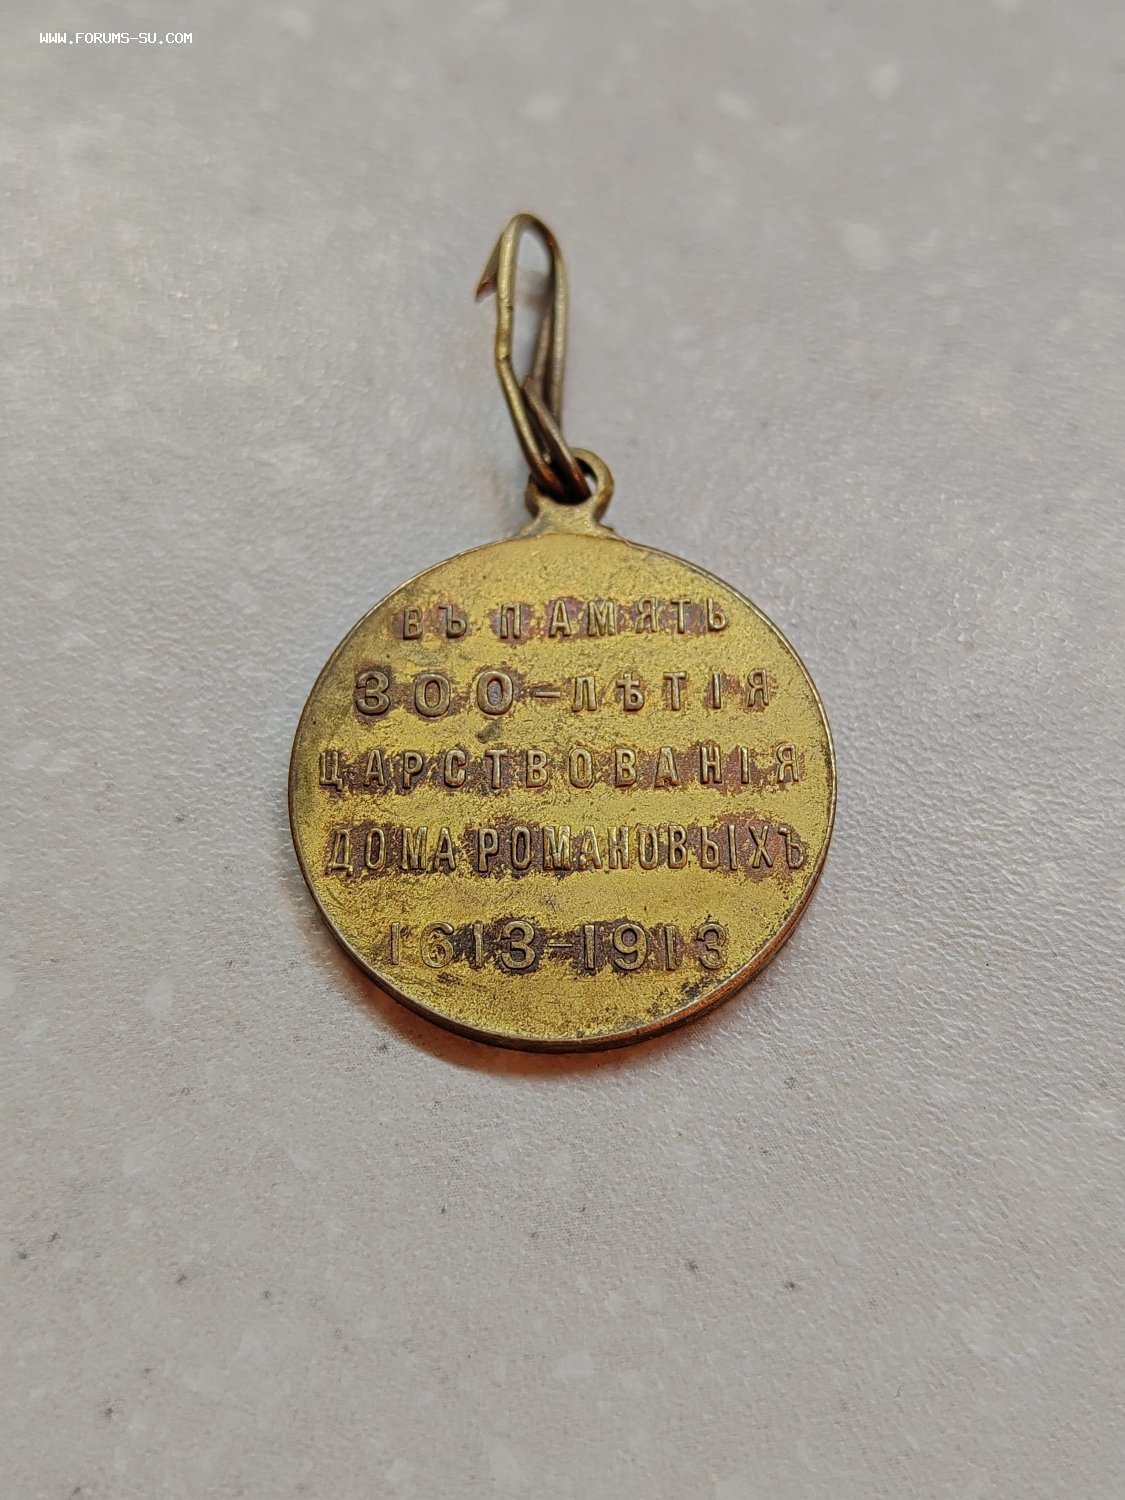 WWW.FORUMS-SU.COM
ВЪ ПАМЯТЬ
300-ЛѢТІЯ
ЦАРСТВОВАНІЯ
ДОМА РОМАНОВЫХЪ
1613-1913